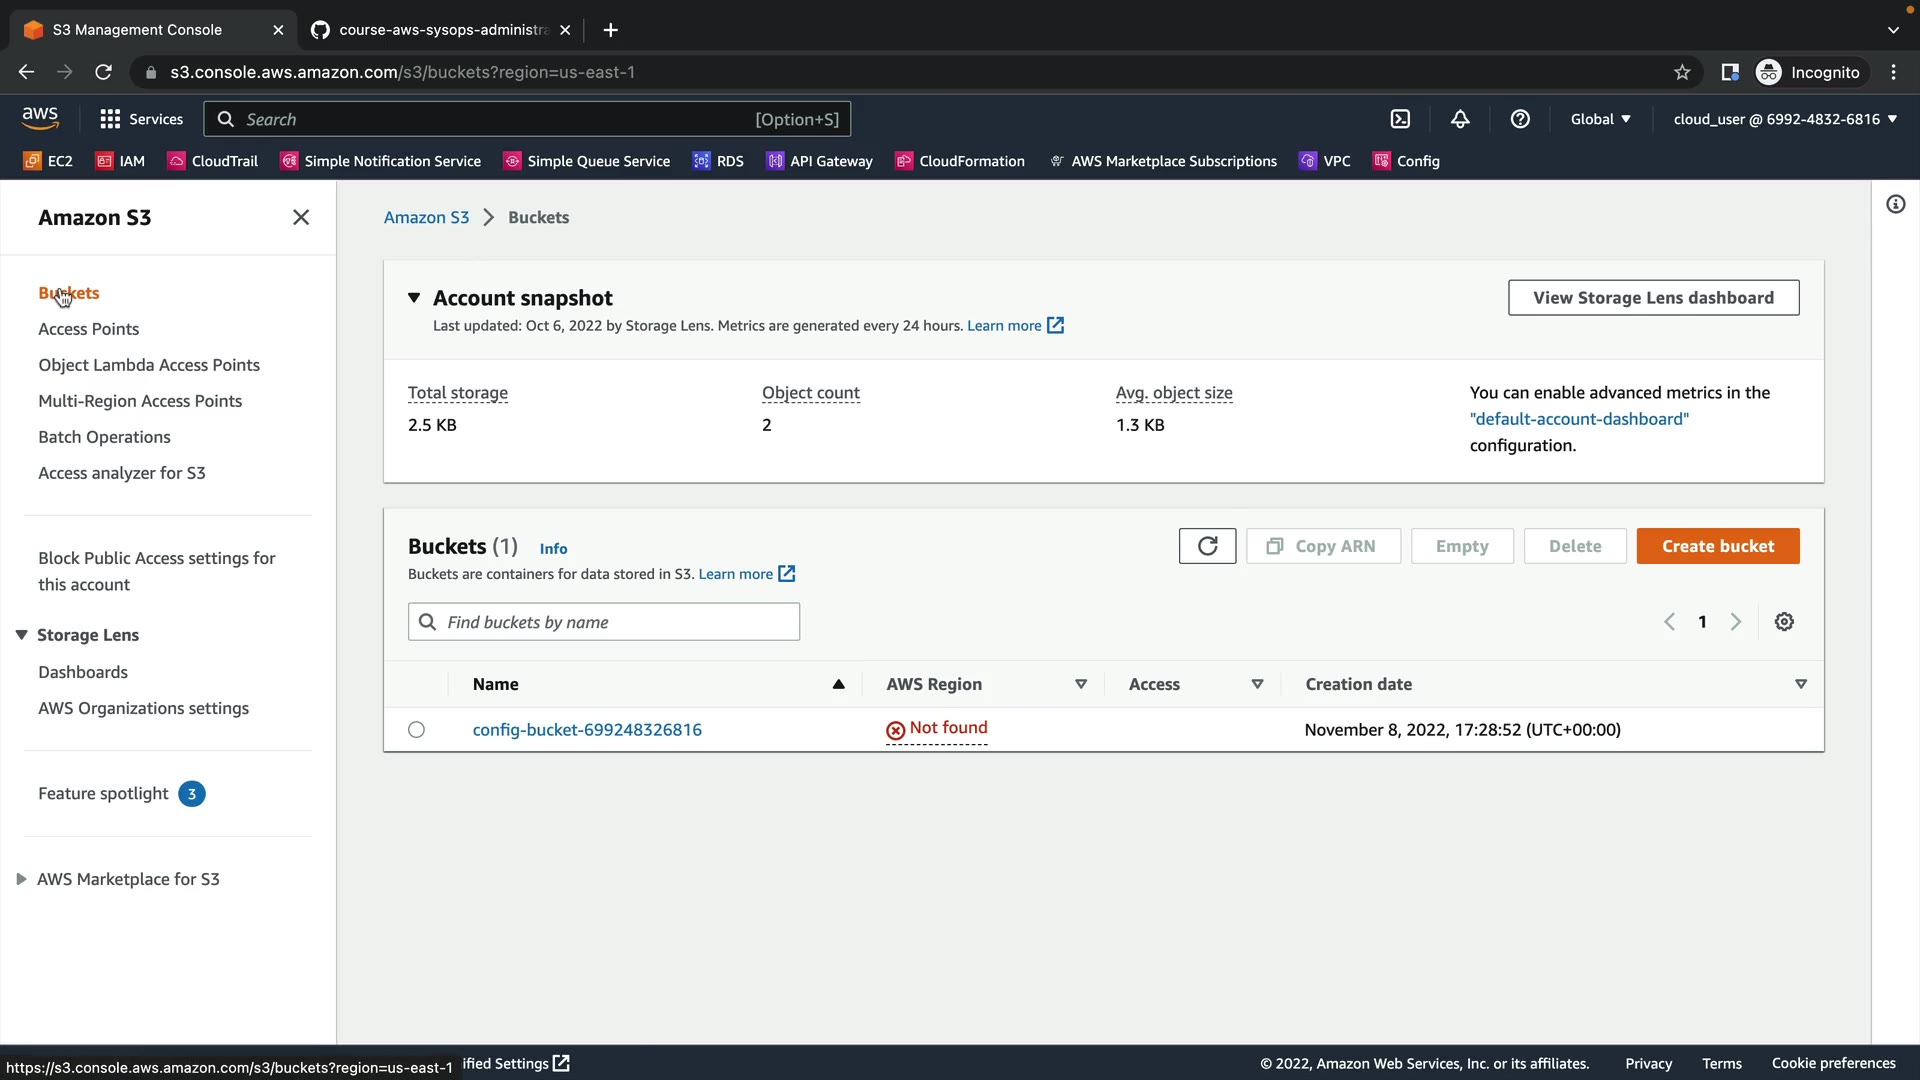 S3 Management Console
course-aws-sysops-administra
s3.console.aws.amazon.com/s3/buckets?region=us-east-1
Incognito
aws
Services
Search
[Option+S]
Global
cloud_user @ 6992-4832-6816
EC2
IAM
CloudTrail
Simple Notification Service
Simple Queue Service
RDS
API Gateway
CloudFormation
AWS Marketplace Subscriptions
VPC
Config
Amazon S3
Buckets
Access Points
Object Lambda Access Points
Multi-Region Access Points
Batch Operations
Access analyzer for S3
Block Public Access settings for
this account
Storage Lens
Dashboards
AWS Organizations settings
Feature spotlight 3
AWS Marketplace for S3
Amazon S3 > Buckets
Account snapshot
Last updated: Oct 6, 2022 by Storage Lens. Metrics are generated every 24 hours. Learn more
View Storage Lens dashboard
Total storage
2.5 KB
Object count
2
Avg. object size
1.3 KB
You can enable advanced metrics in the
"default-account-dashboard"
configuration.
Buckets (1) Info
Buckets are containers for data stored in S3. Learn more
Copy ARN
Empty
Delete
Create bucket
Find buckets by name
1
Name
AWS Region
Access
Creation date
config-bucket-699248326816
Not found
November 8, 2022, 17:28:52 (UTC+00:00)
https://s3.console.aws.amazon.com/s3/buckets?region=us-east-1
ified Settings
© 2022, Amazon Web Services, Inc. or its affiliates.
Privacy
Terms
Cookie preferences